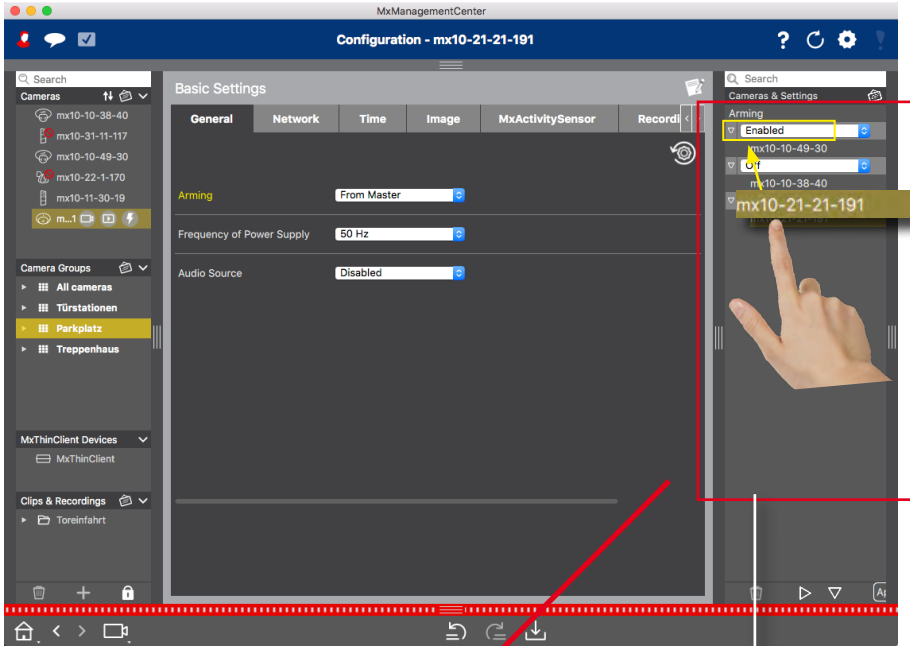 MxManagementCenter
Configuration - mx10-21-21-191
Search
Cameras
mx10-10-38-40
mx10-31-11-117
mx10-10-49-30
mx10-22-1-170
mx10-11-30-19
m...1
Camera Groups
All cameras
Türstationen
Parkplatz
Treppenhaus
MxThinClient Devices
MxThinClient
Clips & Recordings
Toreinfahrt
Basic Settings
General Network Time Image MxActivitySensor Recordi
Arming From Master
Frequency of Power Supply 50 Hz
Audio Source Disabled
Search
Cameras & Settings
Arming
Enabled
mx10-10-49-30
Off
mx10-10-38-40
mx10-21-21-191